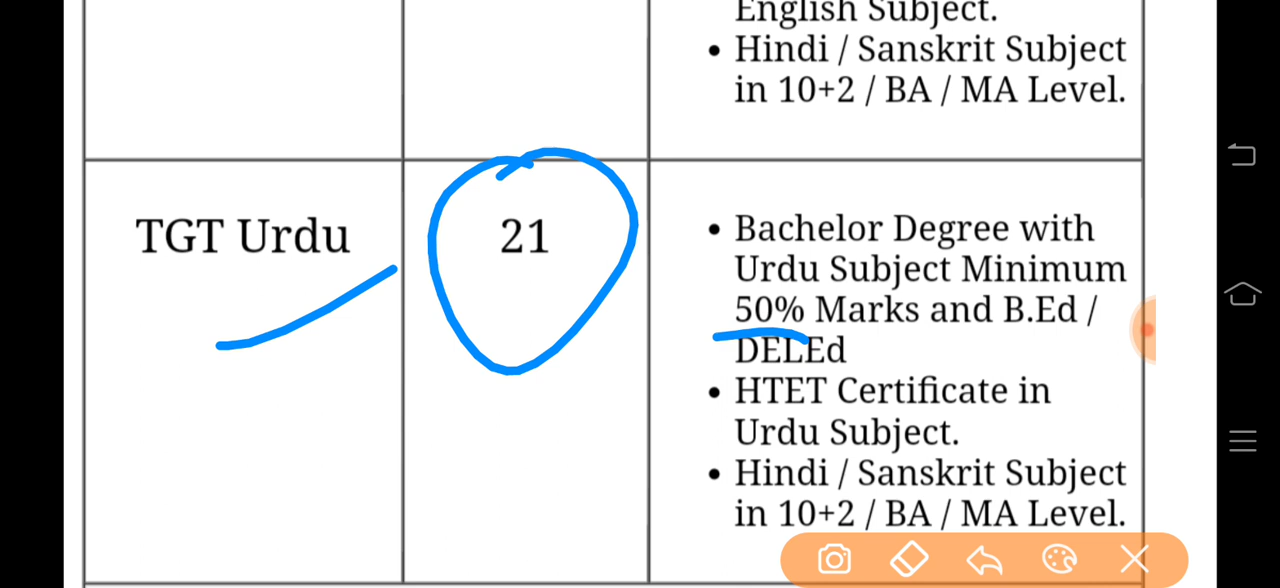 English Subject.
• Hindi / Sanskrit Subject
in 10+2 / BA / MA Level.
TGT Urdu
21
• Bachelor Degree with
Urdu Subject Minimum
50% Marks and B.Ed /
DELEd
• HTET Certificate in
Urdu Subject.
• Hindi / Sanskrit Subject
in 10+2 / BA / MA Level.